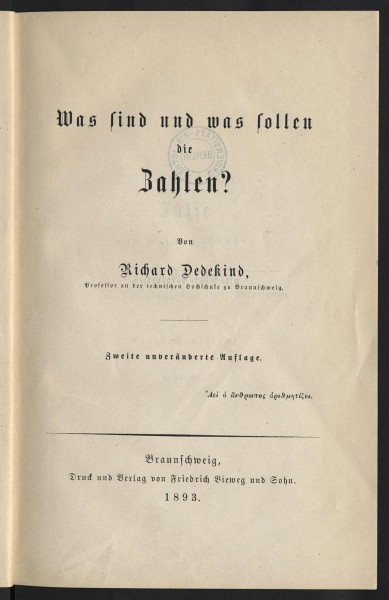 Was sind und was sollen
die
Zahlen?
Von
Richard Dedekind,
Professor an der technischen Hochschule zu Braunschweig.
Zweite unveränderte Auflage.
Ἀεὶ ὁ ἄνθρωπος ἀριθμητίζει.
Braunschweig,
Druck und Verlag von Friedrich Vieweg und Sohn.
1893.